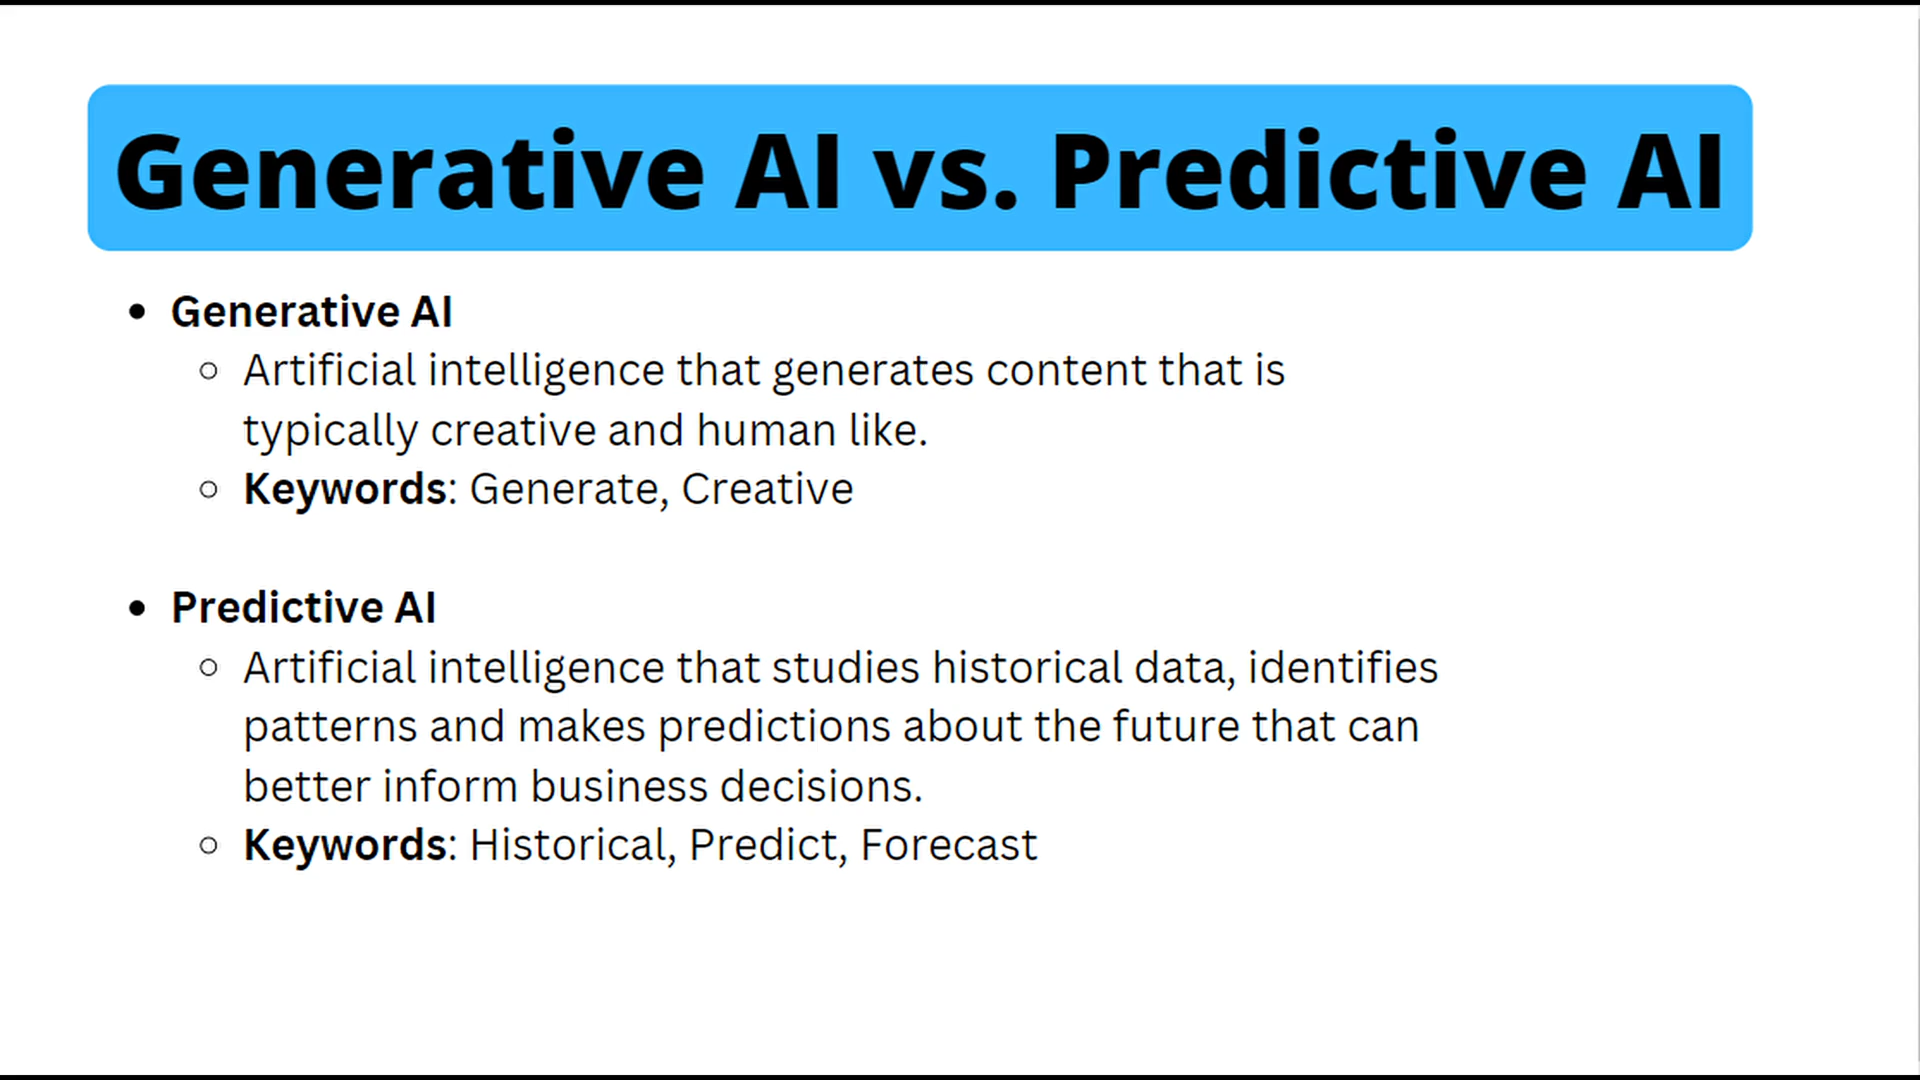 Generative AI vs. Predictive AI
• Generative AI
○ Artificial intelligence that generates content that is
typically creative and human like.
○ Keywords: Generate, Creative
• Predictive AI
○ Artificial intelligence that studies historical data, identifies
patterns and makes predictions about the future that can
better inform business decisions.
○ Keywords: Historical, Predict, Forecast